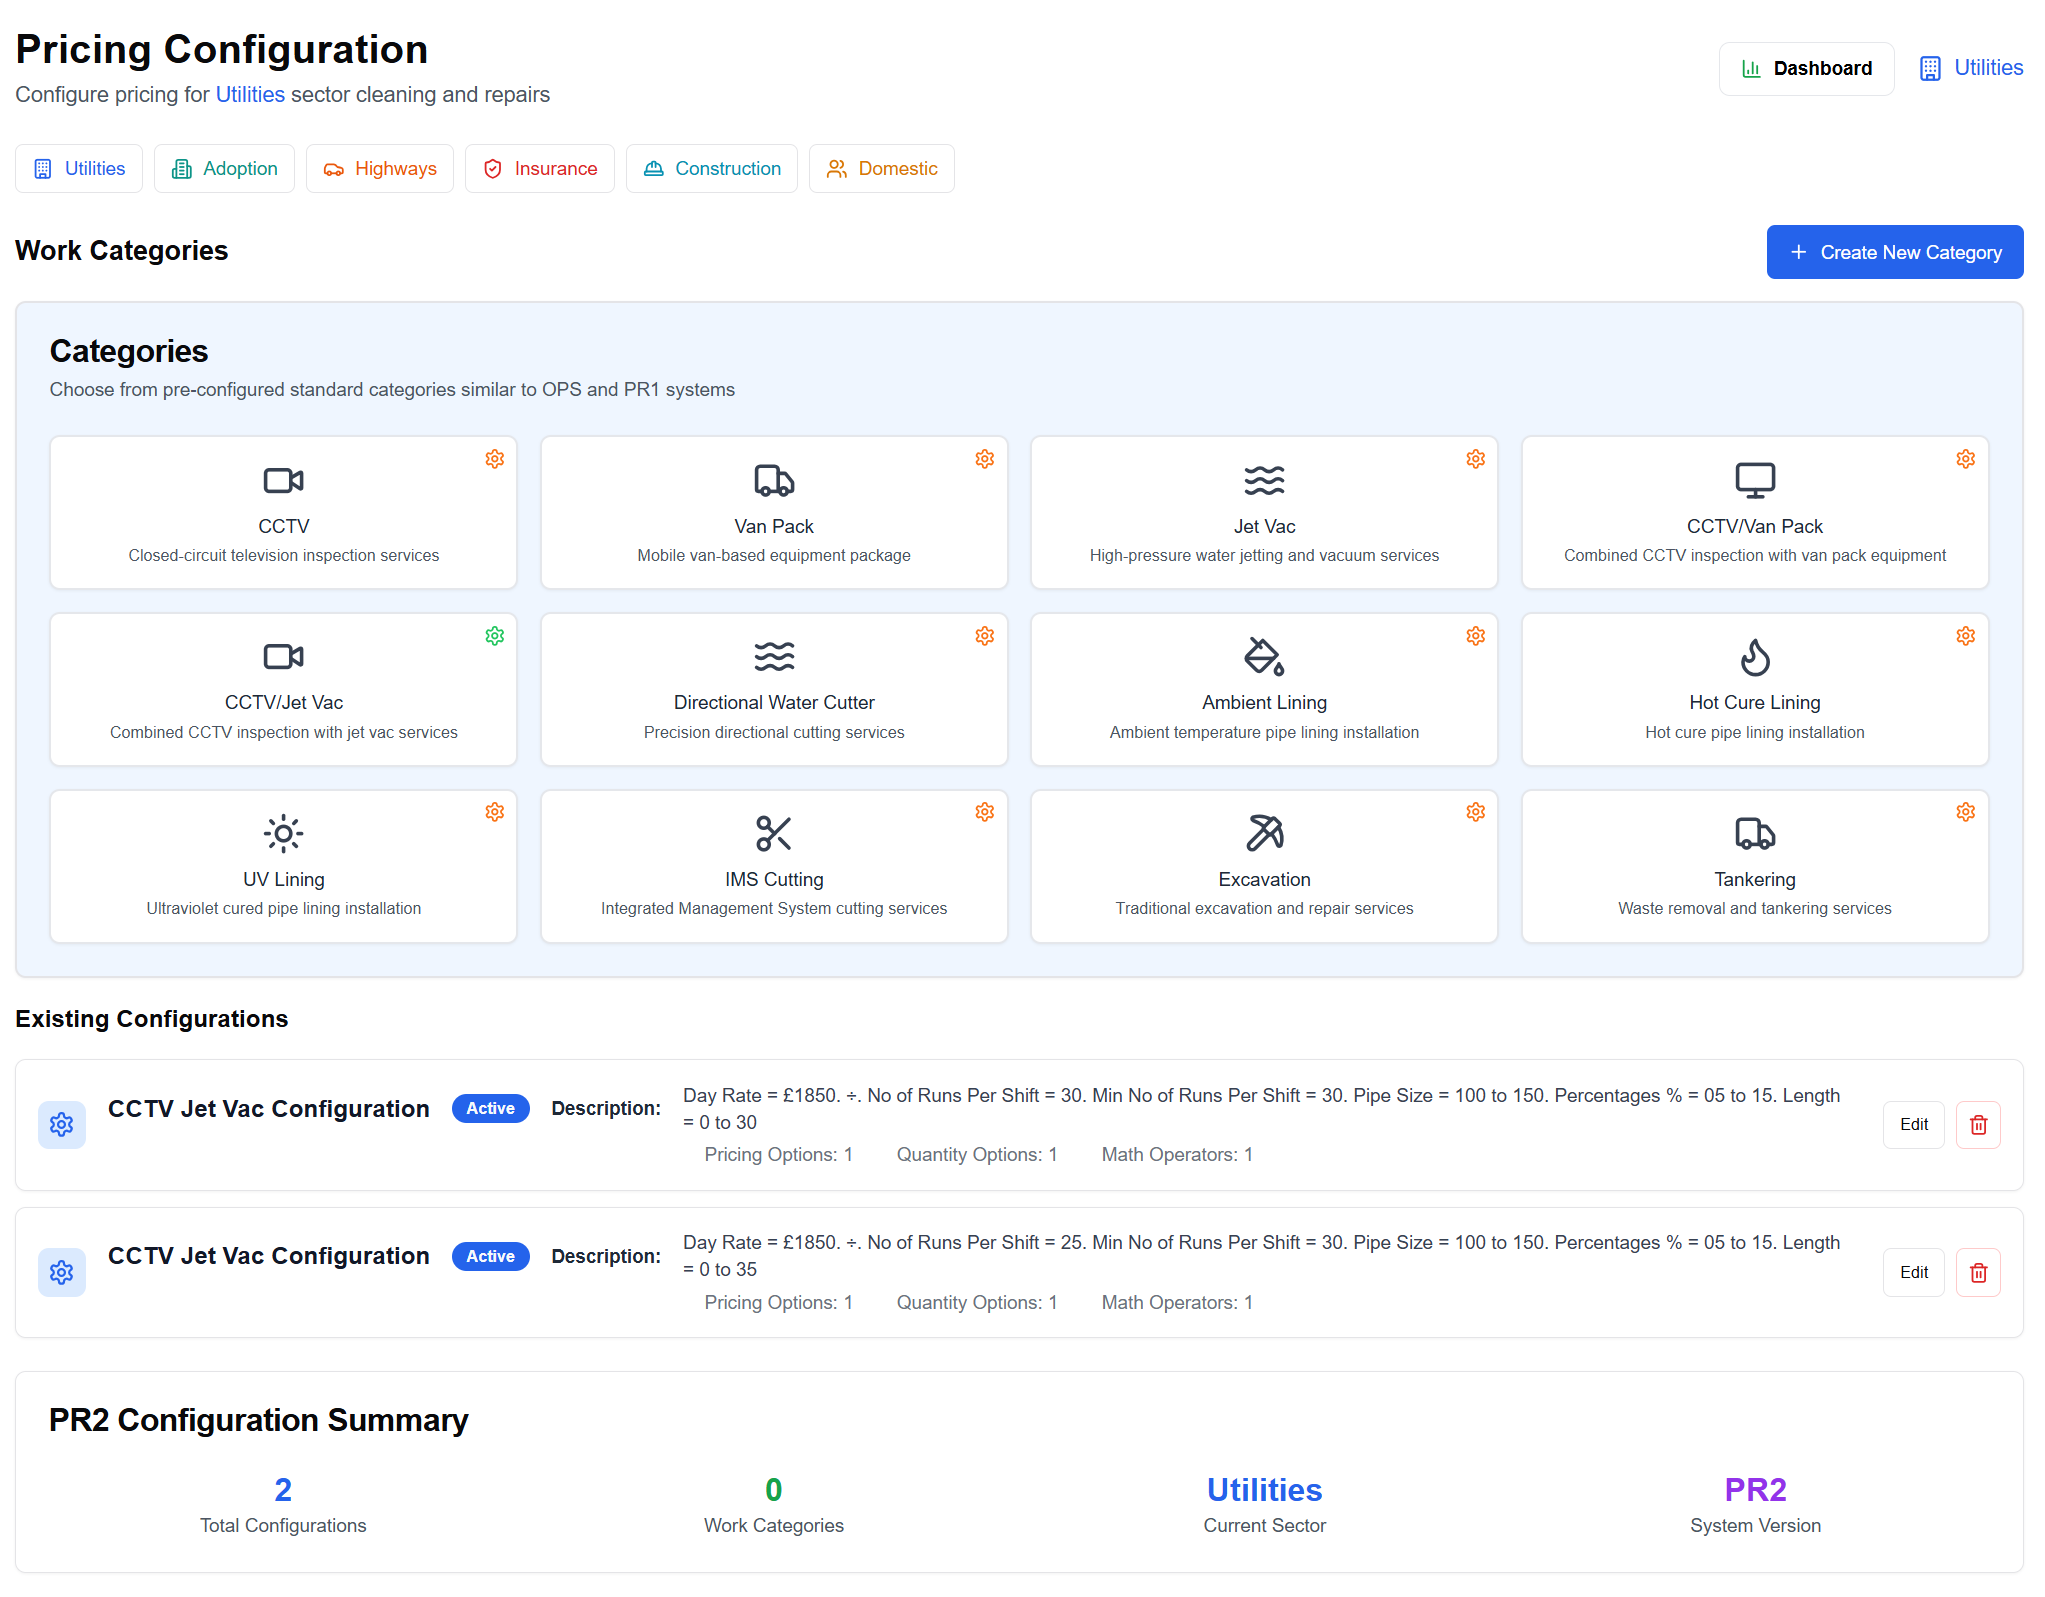 Pricing Configuration
Configure pricing for Utilities sector cleaning and repairs
Dashboard
Utilities
Utilities
Adoption
Highways
Insurance
Construction
Domestic
Work Categories
Create New Category
Categories
Choose from pre-configured standard categories similar to OPS and PR1 systems
CCTV
Closed-circuit television inspection services
Van Pack
Mobile van-based equipment package
Jet Vac
High-pressure water jetting and vacuum services
CCTV/Van Pack
Combined CCTV inspection with van pack equipment
CCTV/Jet Vac
Combined CCTV inspection with jet vac services
Directional Water Cutter
Precision directional cutting services
Ambient Lining
Ambient temperature pipe lining installation
Hot Cure Lining
Hot cure pipe lining installation
UV Lining
Ultraviolet cured pipe lining installation
IMS Cutting
Integrated Management System cutting services
Excavation
Traditional excavation and repair services
Tankering
Waste removal and tankering services
Existing Configurations
CCTV Jet Vac Configuration
Active
Description:
Day Rate = £1850. ÷. No of Runs Per Shift = 30. Min No of Runs Per Shift = 30. Pipe Size = 100 to 150. Percentages % = 05 to 15. Length
= 0 to 30
Pricing Options: 1
Quantity Options: 1
Math Operators: 1
Edit
CCTV Jet Vac Configuration
Active
Description:
Day Rate = £1850. ÷. No of Runs Per Shift = 25. Min No of Runs Per Shift = 30. Pipe Size = 100 to 150. Percentages % = 05 to 15. Length
= 0 to 35
Pricing Options: 1
Quantity Options: 1
Math Operators: 1
Edit
PR2 Configuration Summary
2
Total Configurations
0
Work Categories
Utilities
Current Sector
PR2
System Version